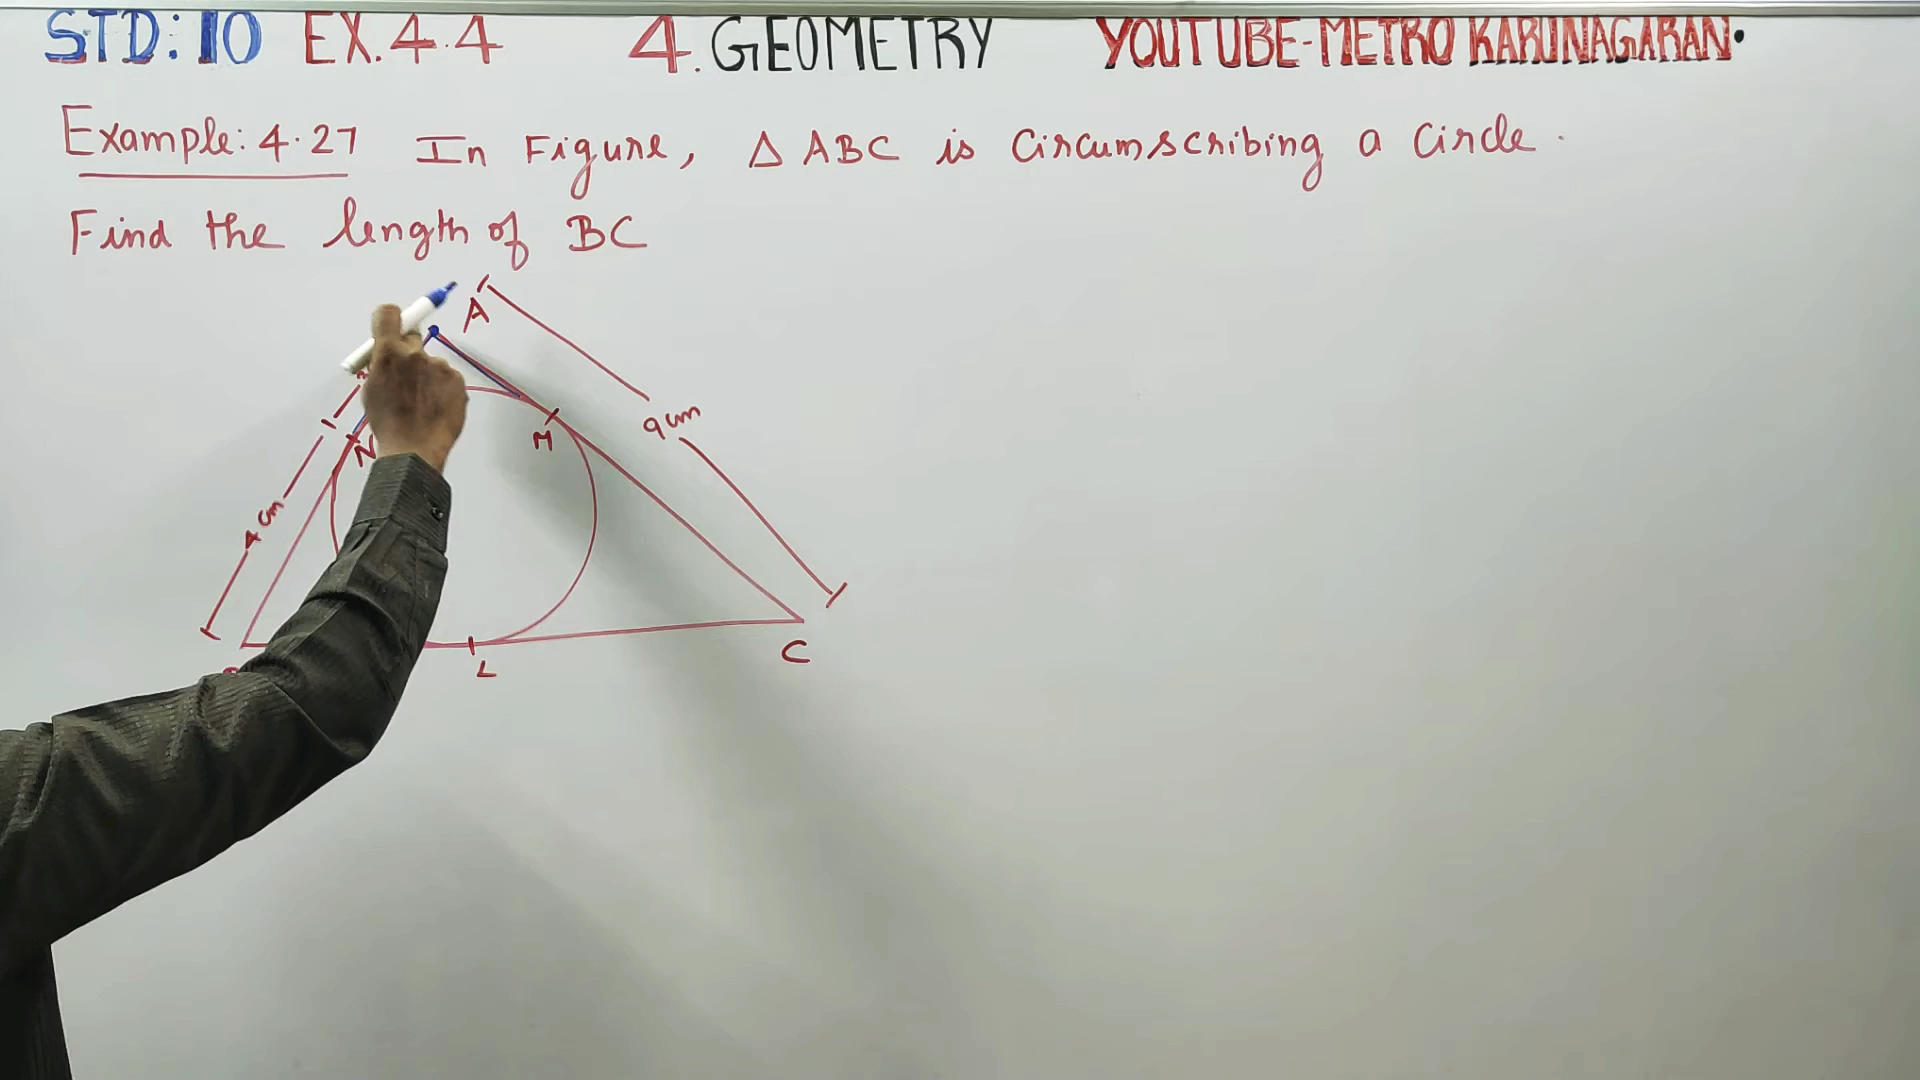 STD: 10 EX. 4.4 4. GEOMETRY YOUTUBE-METRO KARUNAGARAN.
Example: 4.27 In Figure, Δ ABC is Circumscribing a Circle.
Find the length of BC
A
9 cm
M
N
4 cm
L
C